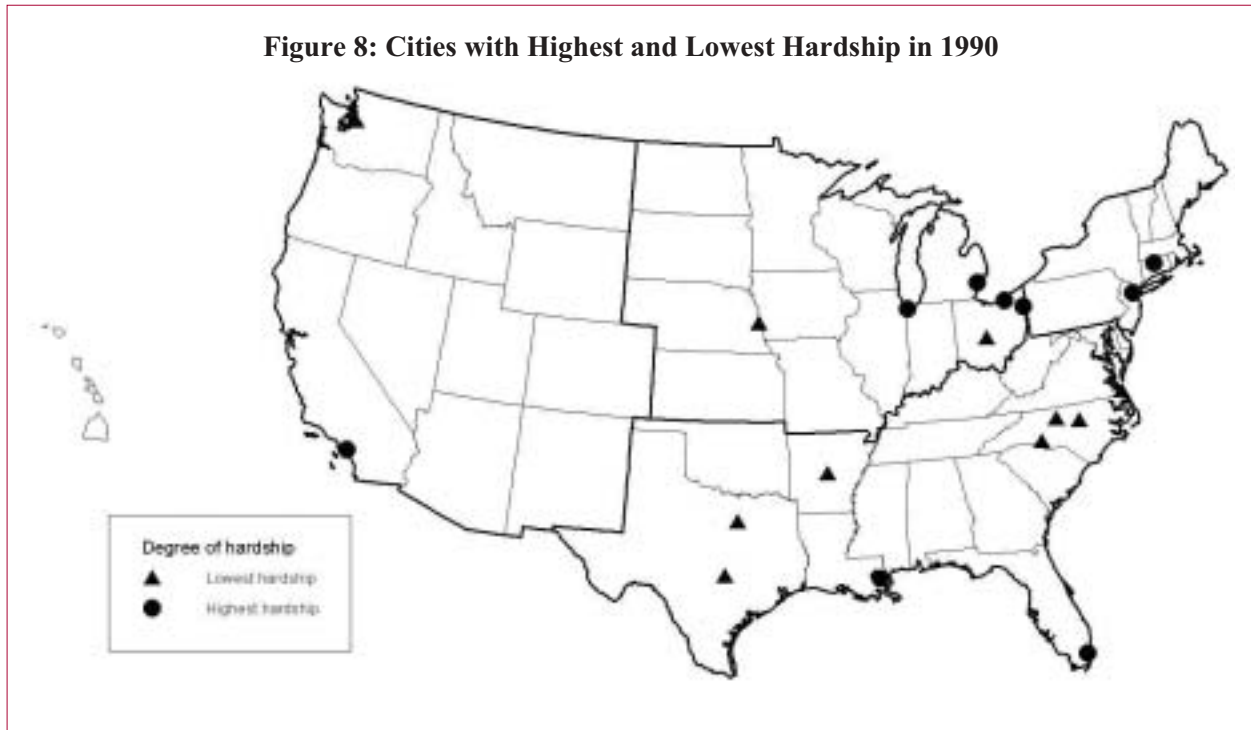 Figure 8: Cities with Highest and Lowest Hardship in 1990
Degree of hardship
Lowest hardship
Highest hardship